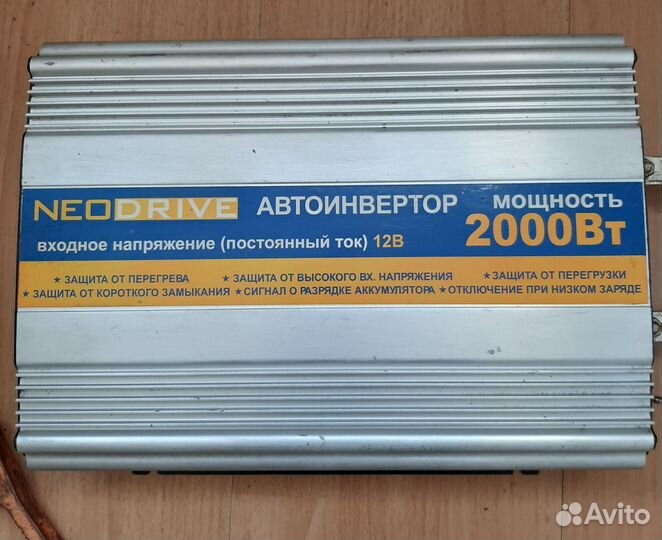 NEODRIVE АВТОИНВЕРТОР МОЩНОСТЬ
входное напряжение (постоянный ток) 12В 2000Вт
★ ЗАЩИТА ОТ ПЕРЕГРЕВА ★ ЗАЩИТА ОТ ВЫСОКОГО ВХ. НАПРЯЖЕНИЯ ★ ЗАЩИТА ОТ ПЕРЕГРУЗКИ
★ ЗАЩИТА ОТ КОРОТКОГО ЗАМЫКАНИЯ ★ СИГНАЛ О РАЗРЯДКЕ АККУМУЛЯТОРА ★ ОТКЛЮЧЕНИЕ ПРИ НИЗКОМ ЗАРЯДЕ
Avito